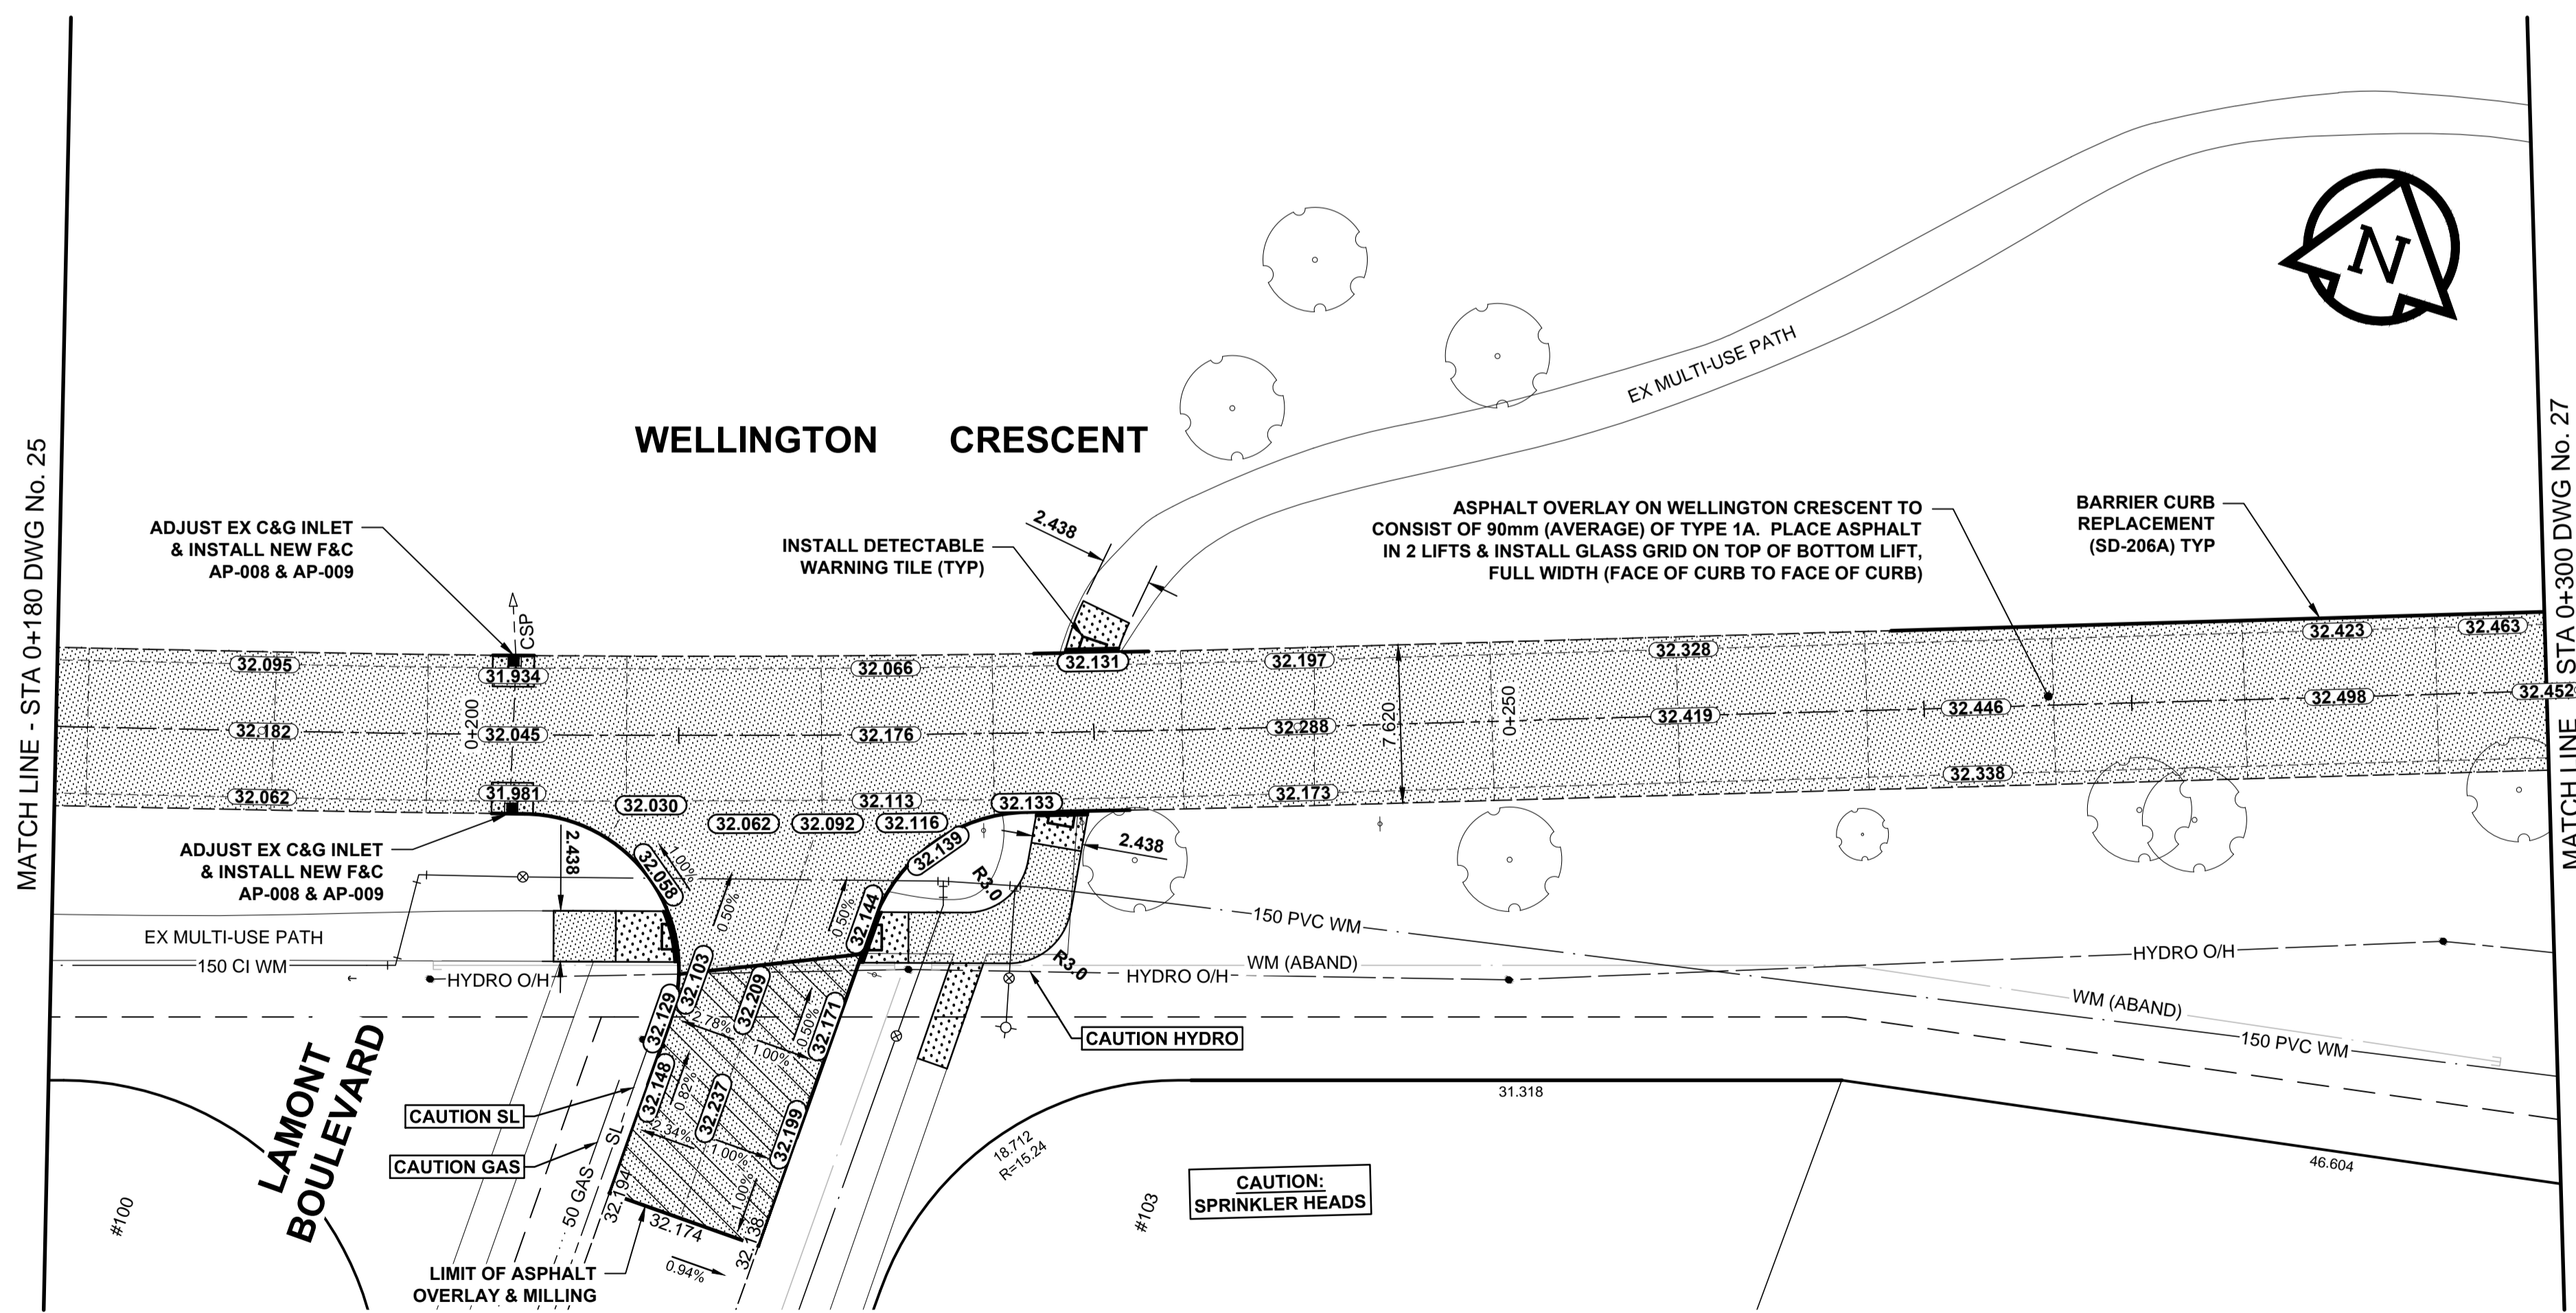 MATCH LINE - STA 0+180 DWG No. 25
MATCH LINE STA 0+300 DWG No. 27
N
EX MULTI-USE PATH
WELLINGTON CRESCENT
ADJUST EX C&G INLET
& INSTALL NEW F&C
AP-008 & AP-009
CSP
INSTALL DETECTABLE
WARNING TILE (TYP)
2.438
ASPHALT OVERLAY ON WELLINGTON CRESCENT TO
CONSIST OF 90mm (AVERAGE) OF TYPE 1A. PLACE ASPHALT
IN 2 LIFTS & INSTALL GLASS GRID ON TOP OF BOTTOM LIFT,
FULL WIDTH (FACE OF CURB TO FACE OF CURB)
BARRIER CURB
REPLACEMENT
(SD-206A) TYP
32.095
31.934
32.066
32.131
32.197
32.328
32.423
32.463
0+200
7.620
0+250
32.182
32.045
32.176
32.288
32.419
32.446
32.498
32.452
32.062
31.981
32.030
32.113
32.133
32.173
32.338
32.062
32.092
32.116
ADJUST EX C&G INLET
& INSTALL NEW F&C
AP-008 & AP-009
2.438
32.058
1.00%
0.50%
0.50%
32.139
32.144
R3.0
2.438
R3.0
EX MULTI-USE PATH
150 CI WM
HYDRO O/H
150 PVC WM
WM (ABAND)
HYDRO O/H
HYDRO O/H
WM (ABAND)
150 PVC WM
32.103
32.209
32.129
2.78%
0.50%
32.171
1.00%
32.148
0.82%
32.237
32.199
2.34%
1.00%
1.00%
CAUTION HYDRO
CAUTION SL
CAUTION GAS
SL
50 GAS
32.194
32.174
32.138
0.94%
LAMONT
BOULEVARD
LIMIT OF ASPHALT
OVERLAY & MILLING
#100
31.318
18.712
R=15.24
#103
CAUTION:
SPRINKLER HEADS
46.604